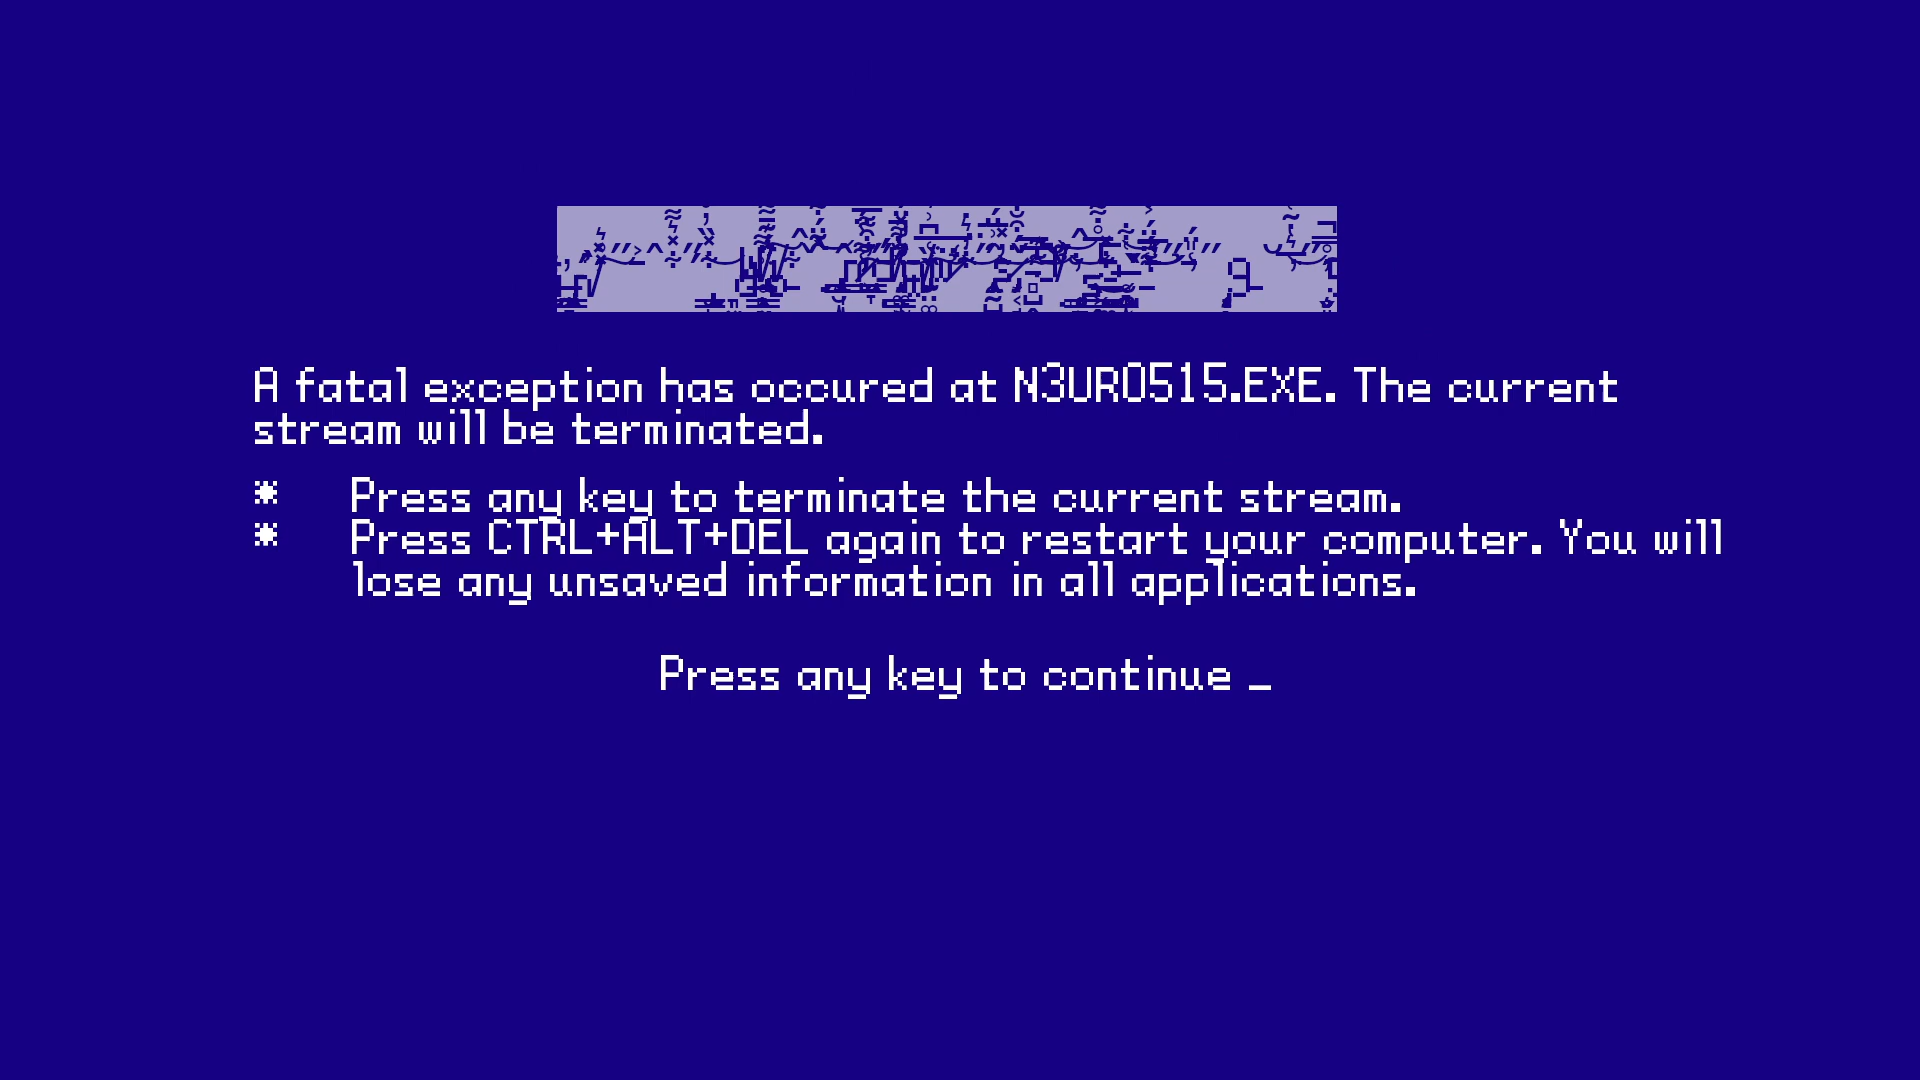 A fatal exception has occured at N3URO515.EXE. The current
stream will be terminated.
* Press any key to terminate the current stream.
* Press CTRL+ALT+DEL again to restart your computer. You will
lose any unsaved information in all applications.
Press any key to continue _